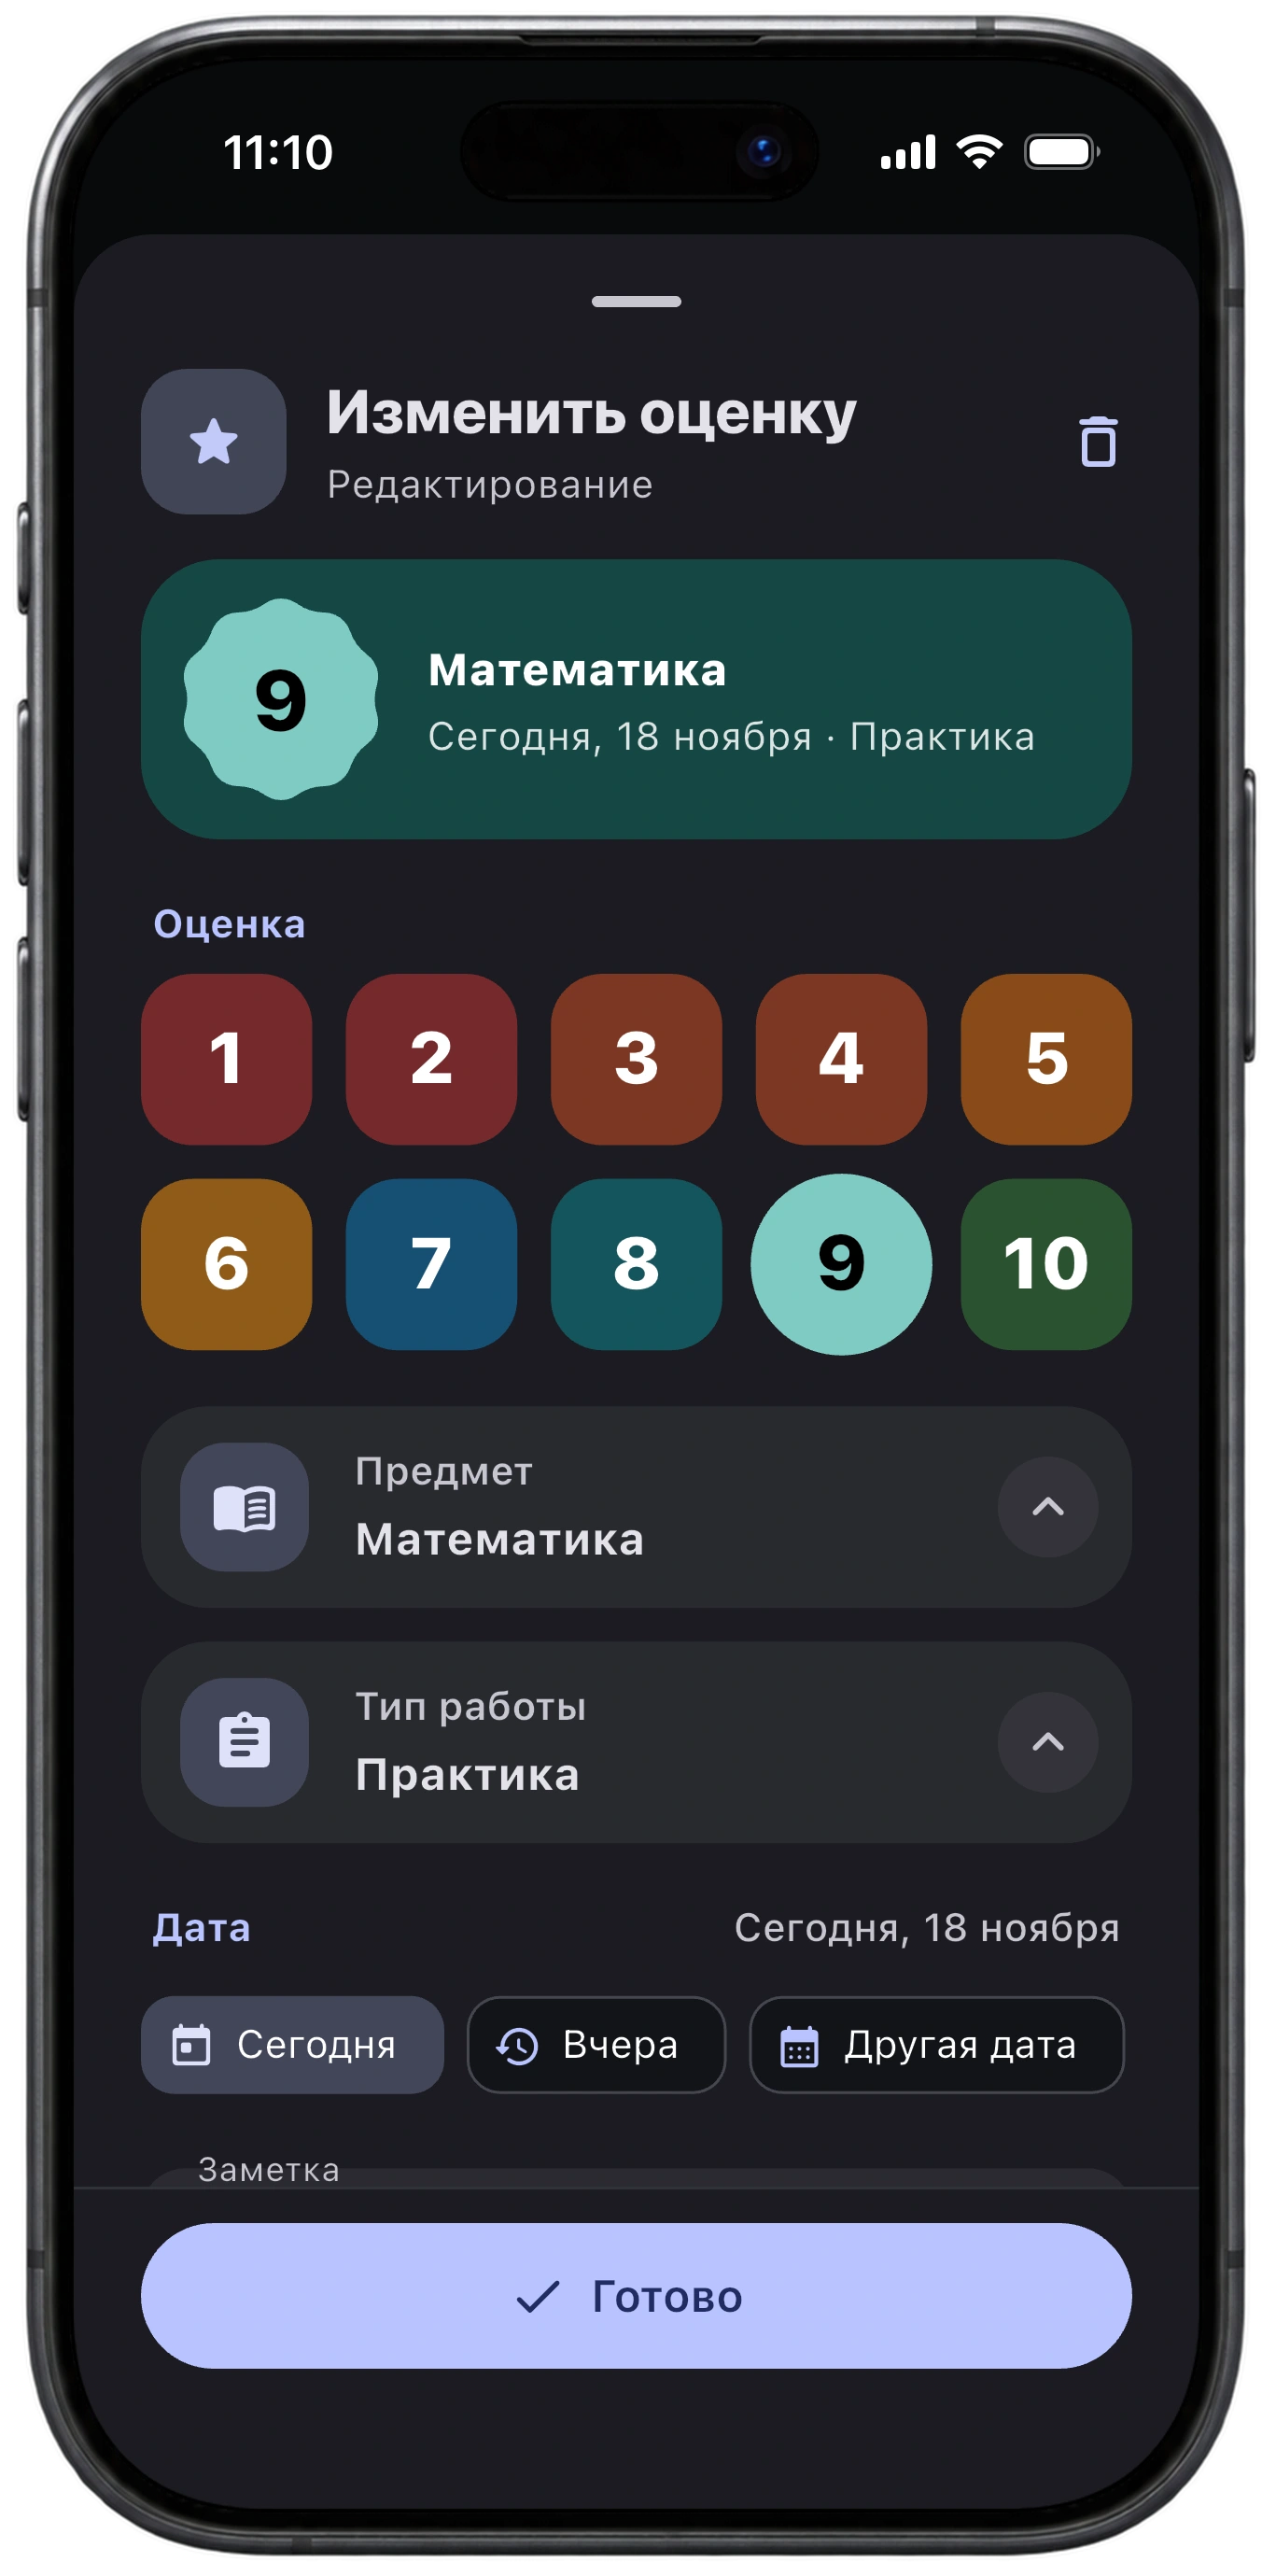 11:10
Изменить оценку
Редактирование
9
Математика
Сегодня, 18 ноября · Практика
Оценка
1 2 3 4 5
6 7 8 9 10
Предмет
Математика
Тип работы
Практика
Дата
Сегодня, 18 ноября
Сегодня Вчера Другая дата
Заметка
Готово